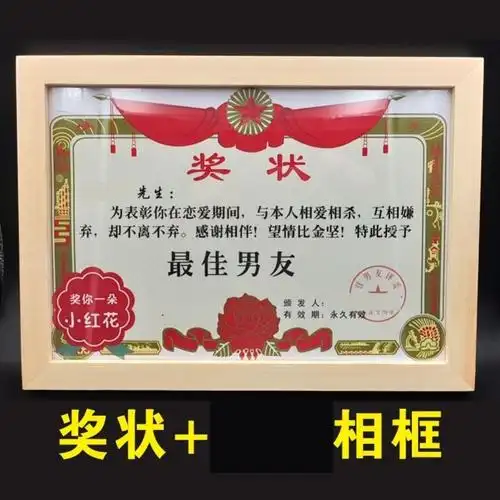 奖状
先生：
为表彰你在恋爱期间，与本人相爱相杀，互相嫌
弃，却不离不弃。感谢相伴！望情比金坚！特此授予
最佳男友
奖你一朵
小红花
颁发人：
有效期：永久有效
奖状+ 相框